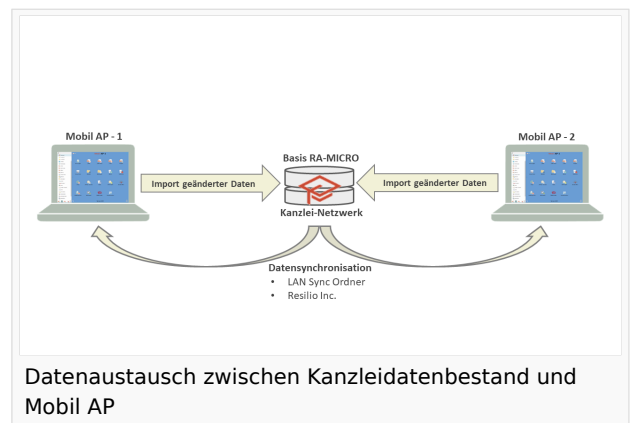 Mobil AP - 1
Mobil AP - 2
Basis RA-MICRO
Import geänderter Daten
Import geänderter Daten
Kanzlei-Netzwerk
Datensynchronisation
• LAN Sync Ordner
• Resilio Inc.
Datenaustausch zwischen Kanzleidatenbestand und
Mobil AP